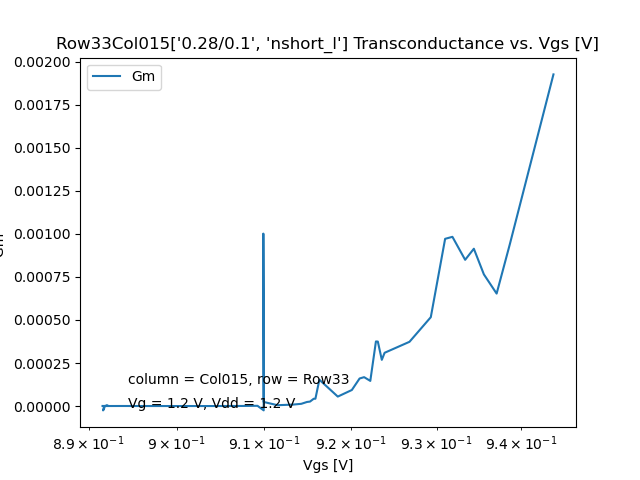 Row33Col015['0.28/0.1', 'nshort_l'] Transconductance vs. Vgs [V]
Gm
0.00200
0.00175
0.00150
0.00125
0.00100
0.00075
0.00050
0.00025
0.00000
column = Col015, row = Row33
Vg = 1.2 V, Vdd = 1.2 V
8.9 × 10⁻¹ 9 × 10⁻¹ 9.1 × 10⁻¹ 9.2 × 10⁻¹ 9.3 × 10⁻¹ 9.4 × 10⁻¹
Vgs [V]